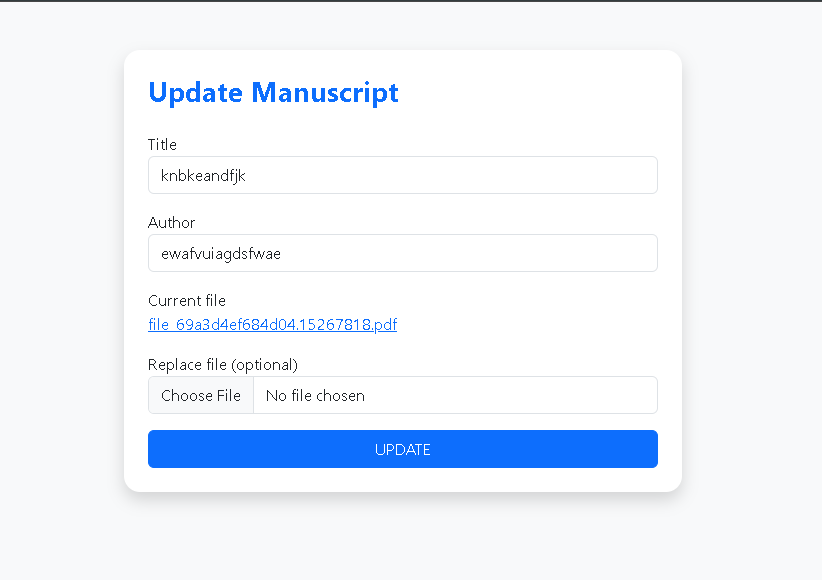 Update Manuscript
Title
knbkeandfjk
Author
ewafvuiagdsfwae
Current file
file_69a3d4ef684d04.15267818.pdf
Replace file (optional)
Choose File No file chosen
UPDATE